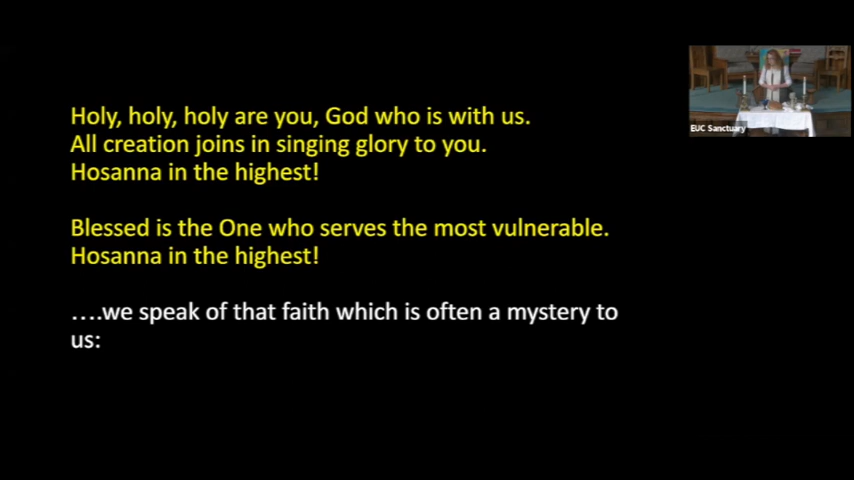 Holy, holy, holy are you, God who is with us.
All creation joins in singing glory to you.
Hosanna in the highest!
Blessed is the One who serves the most vulnerable.
Hosanna in the highest!
….we speak of that faith which is often a mystery to
us:
EUC Sanctuary